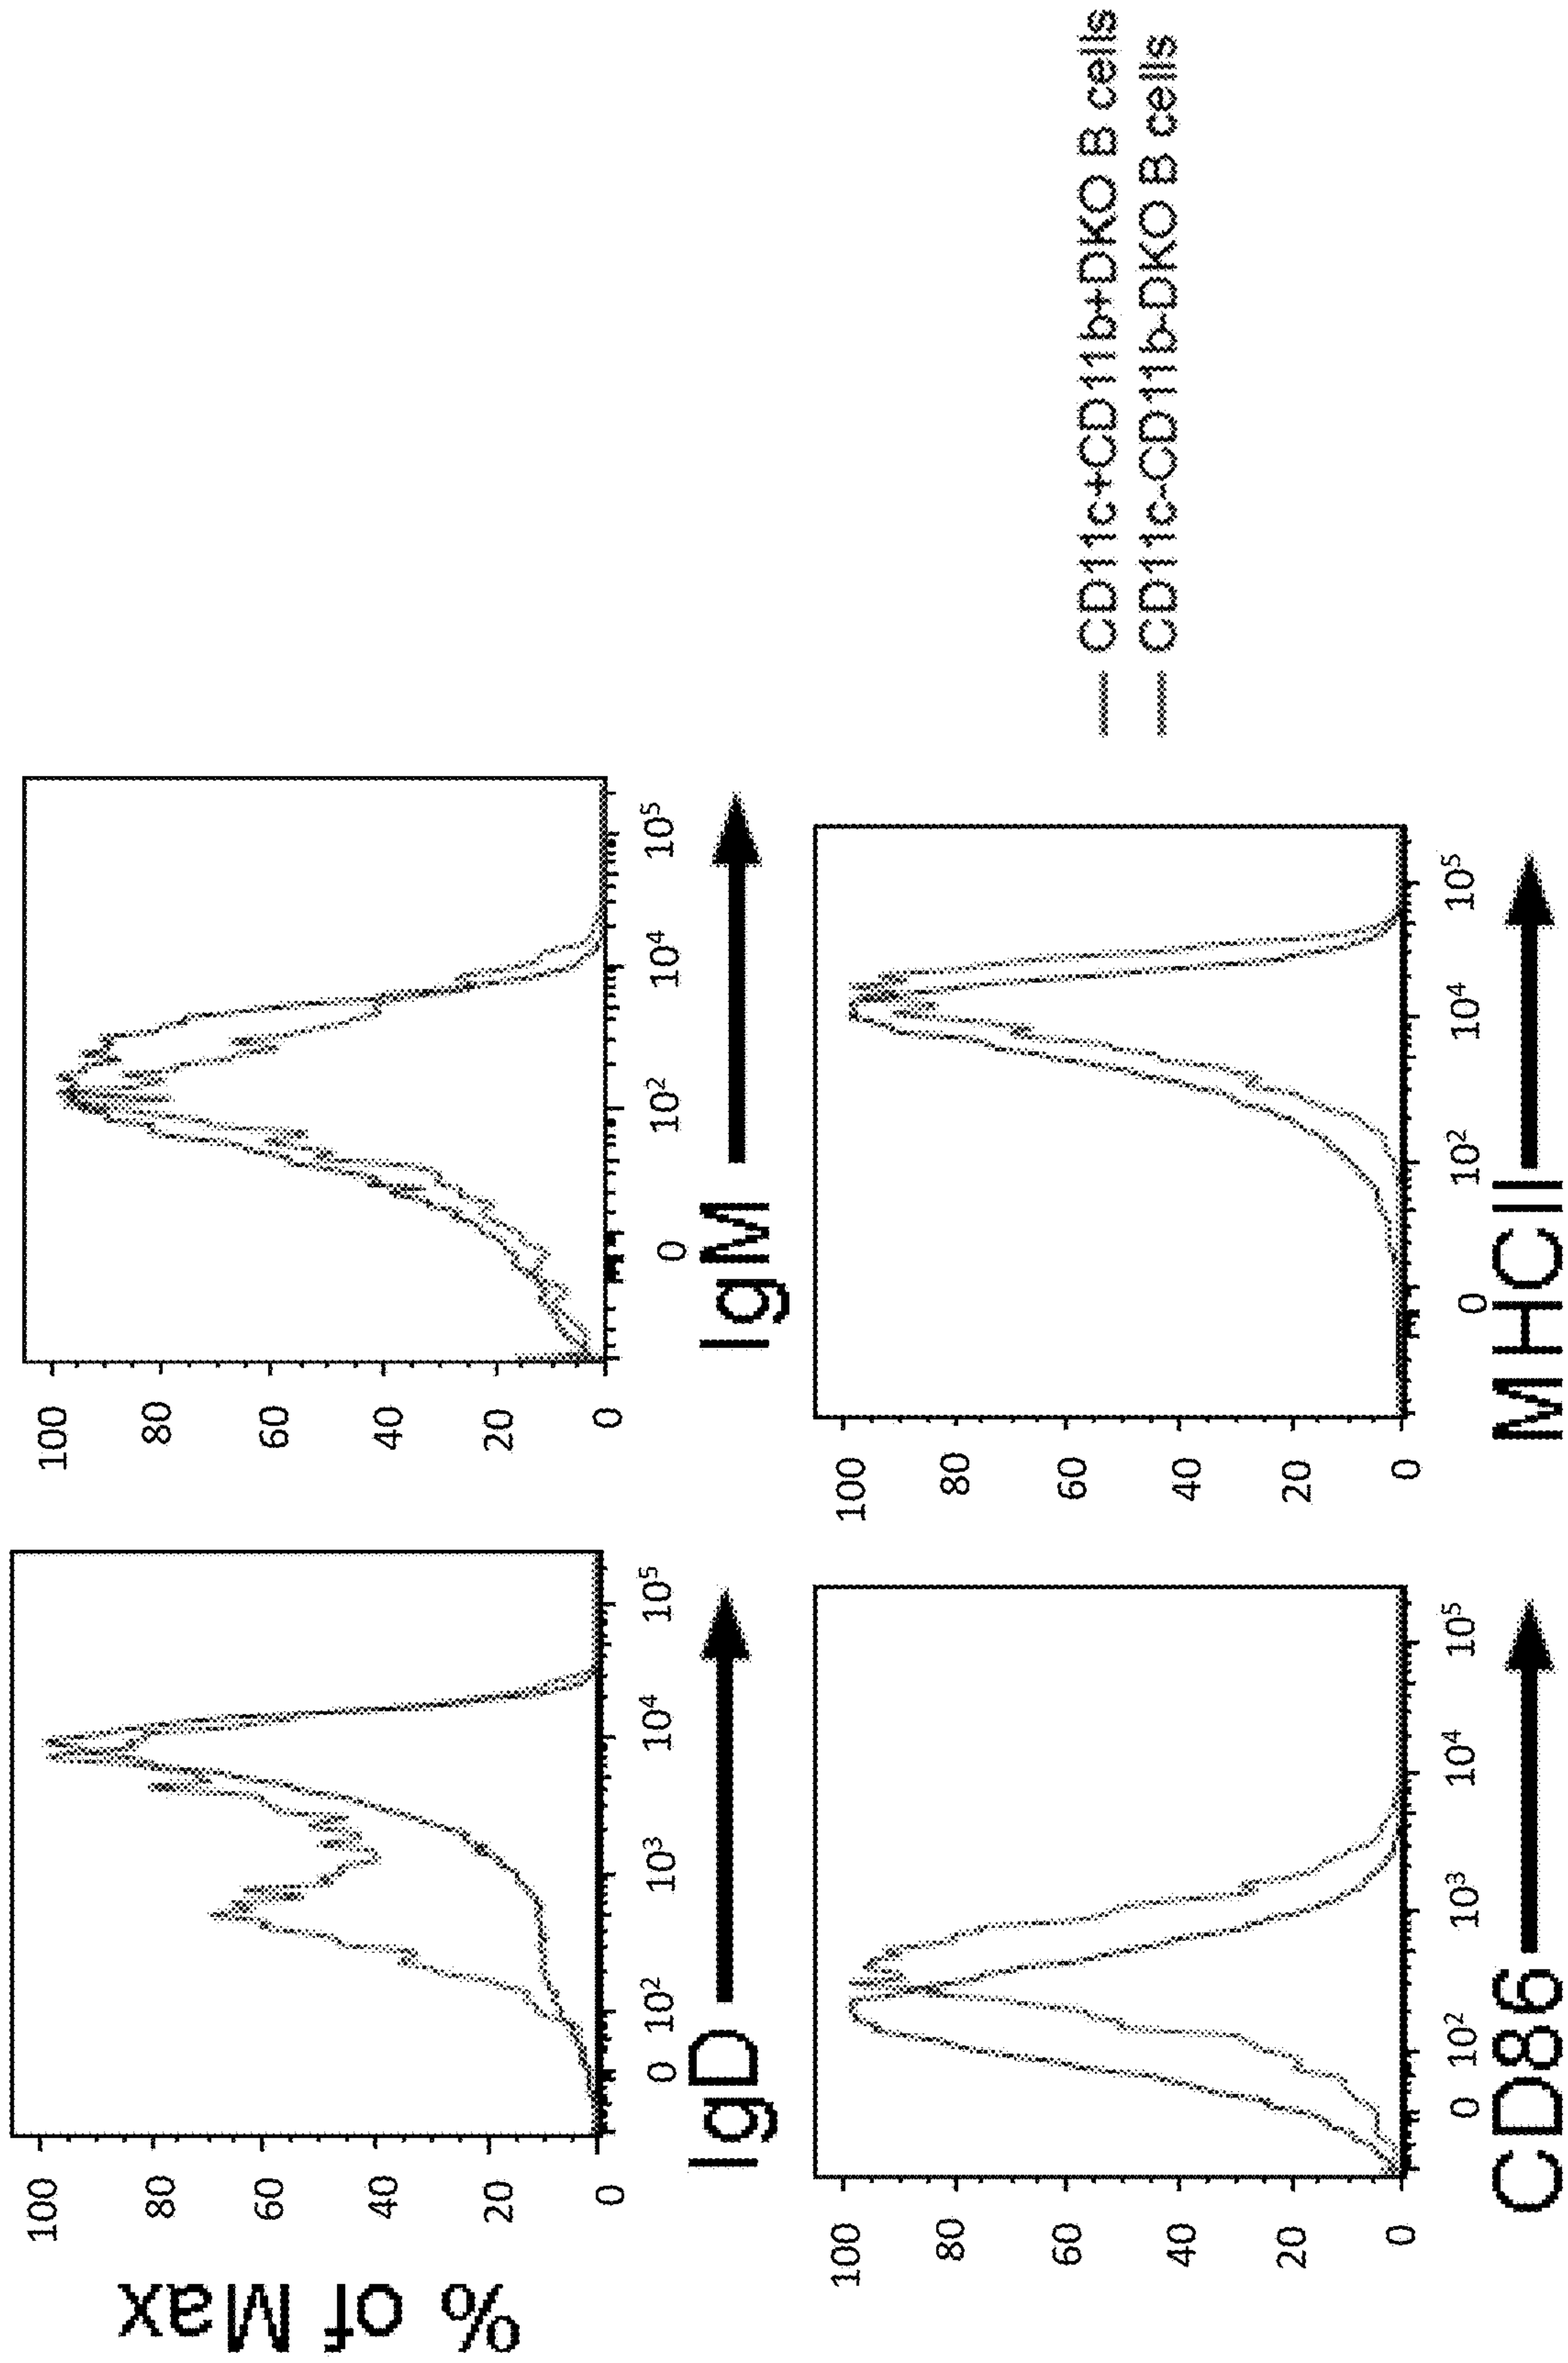 % of Max
100
80
60
40
20
0
0 10² 10³ 10⁴ 10⁵
IgD
100
80
60
40
20
0
0 10² 10⁴ 10⁵
IgM
100
80
60
40
20
0
0 10² 10³ 10⁴ 10⁵
CD86
100
80
60
40
20
0
0 10² 10⁴ 10⁵
MHCII
CD11c+CD11b+DKO B cells
CD11c-CD11b-DKO B cells